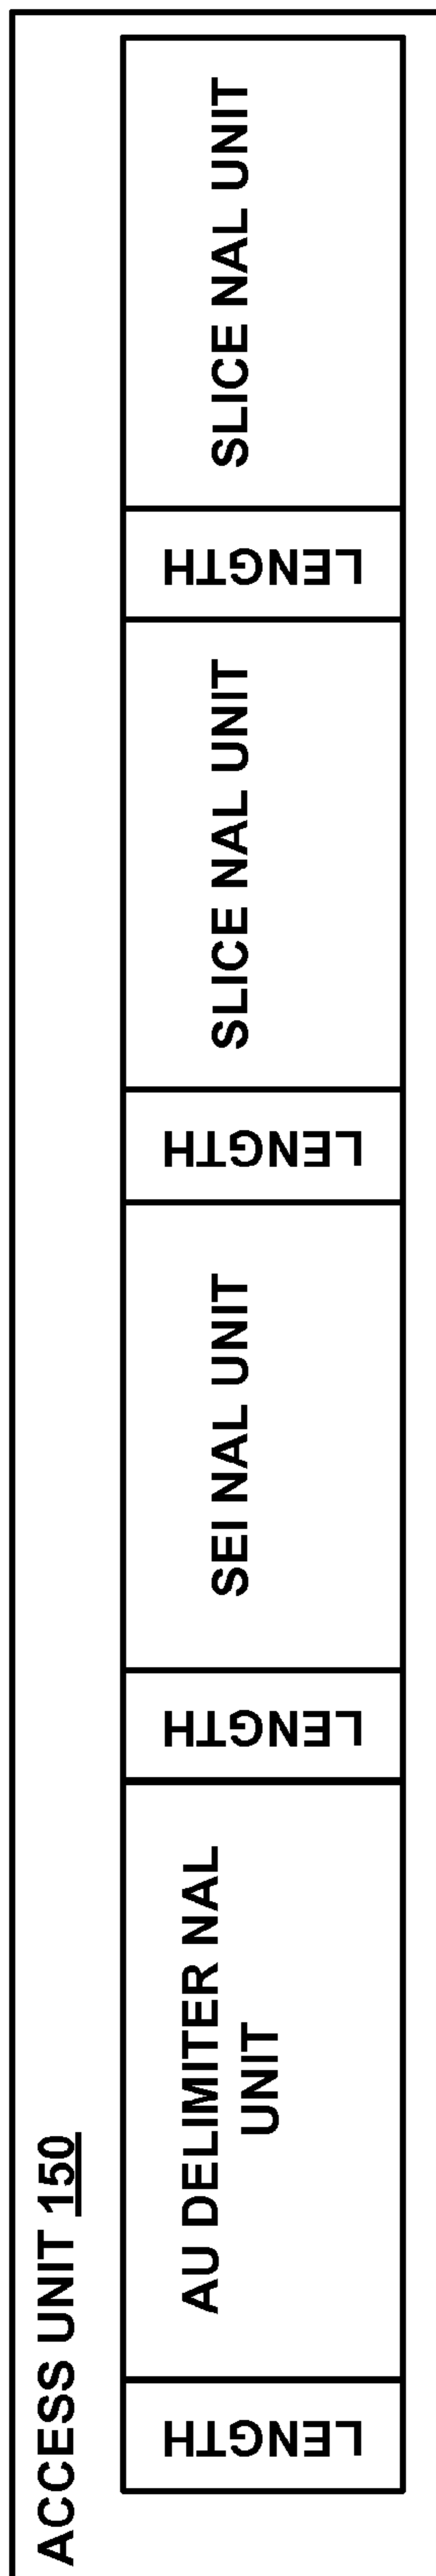 ACCESS UNIT 150
LENGTH
AU DELIMITER NAL
UNIT
LENGTH
SEI NAL UNIT
LENGTH
SLICE NAL UNIT
LENGTH
SLICE NAL UNIT